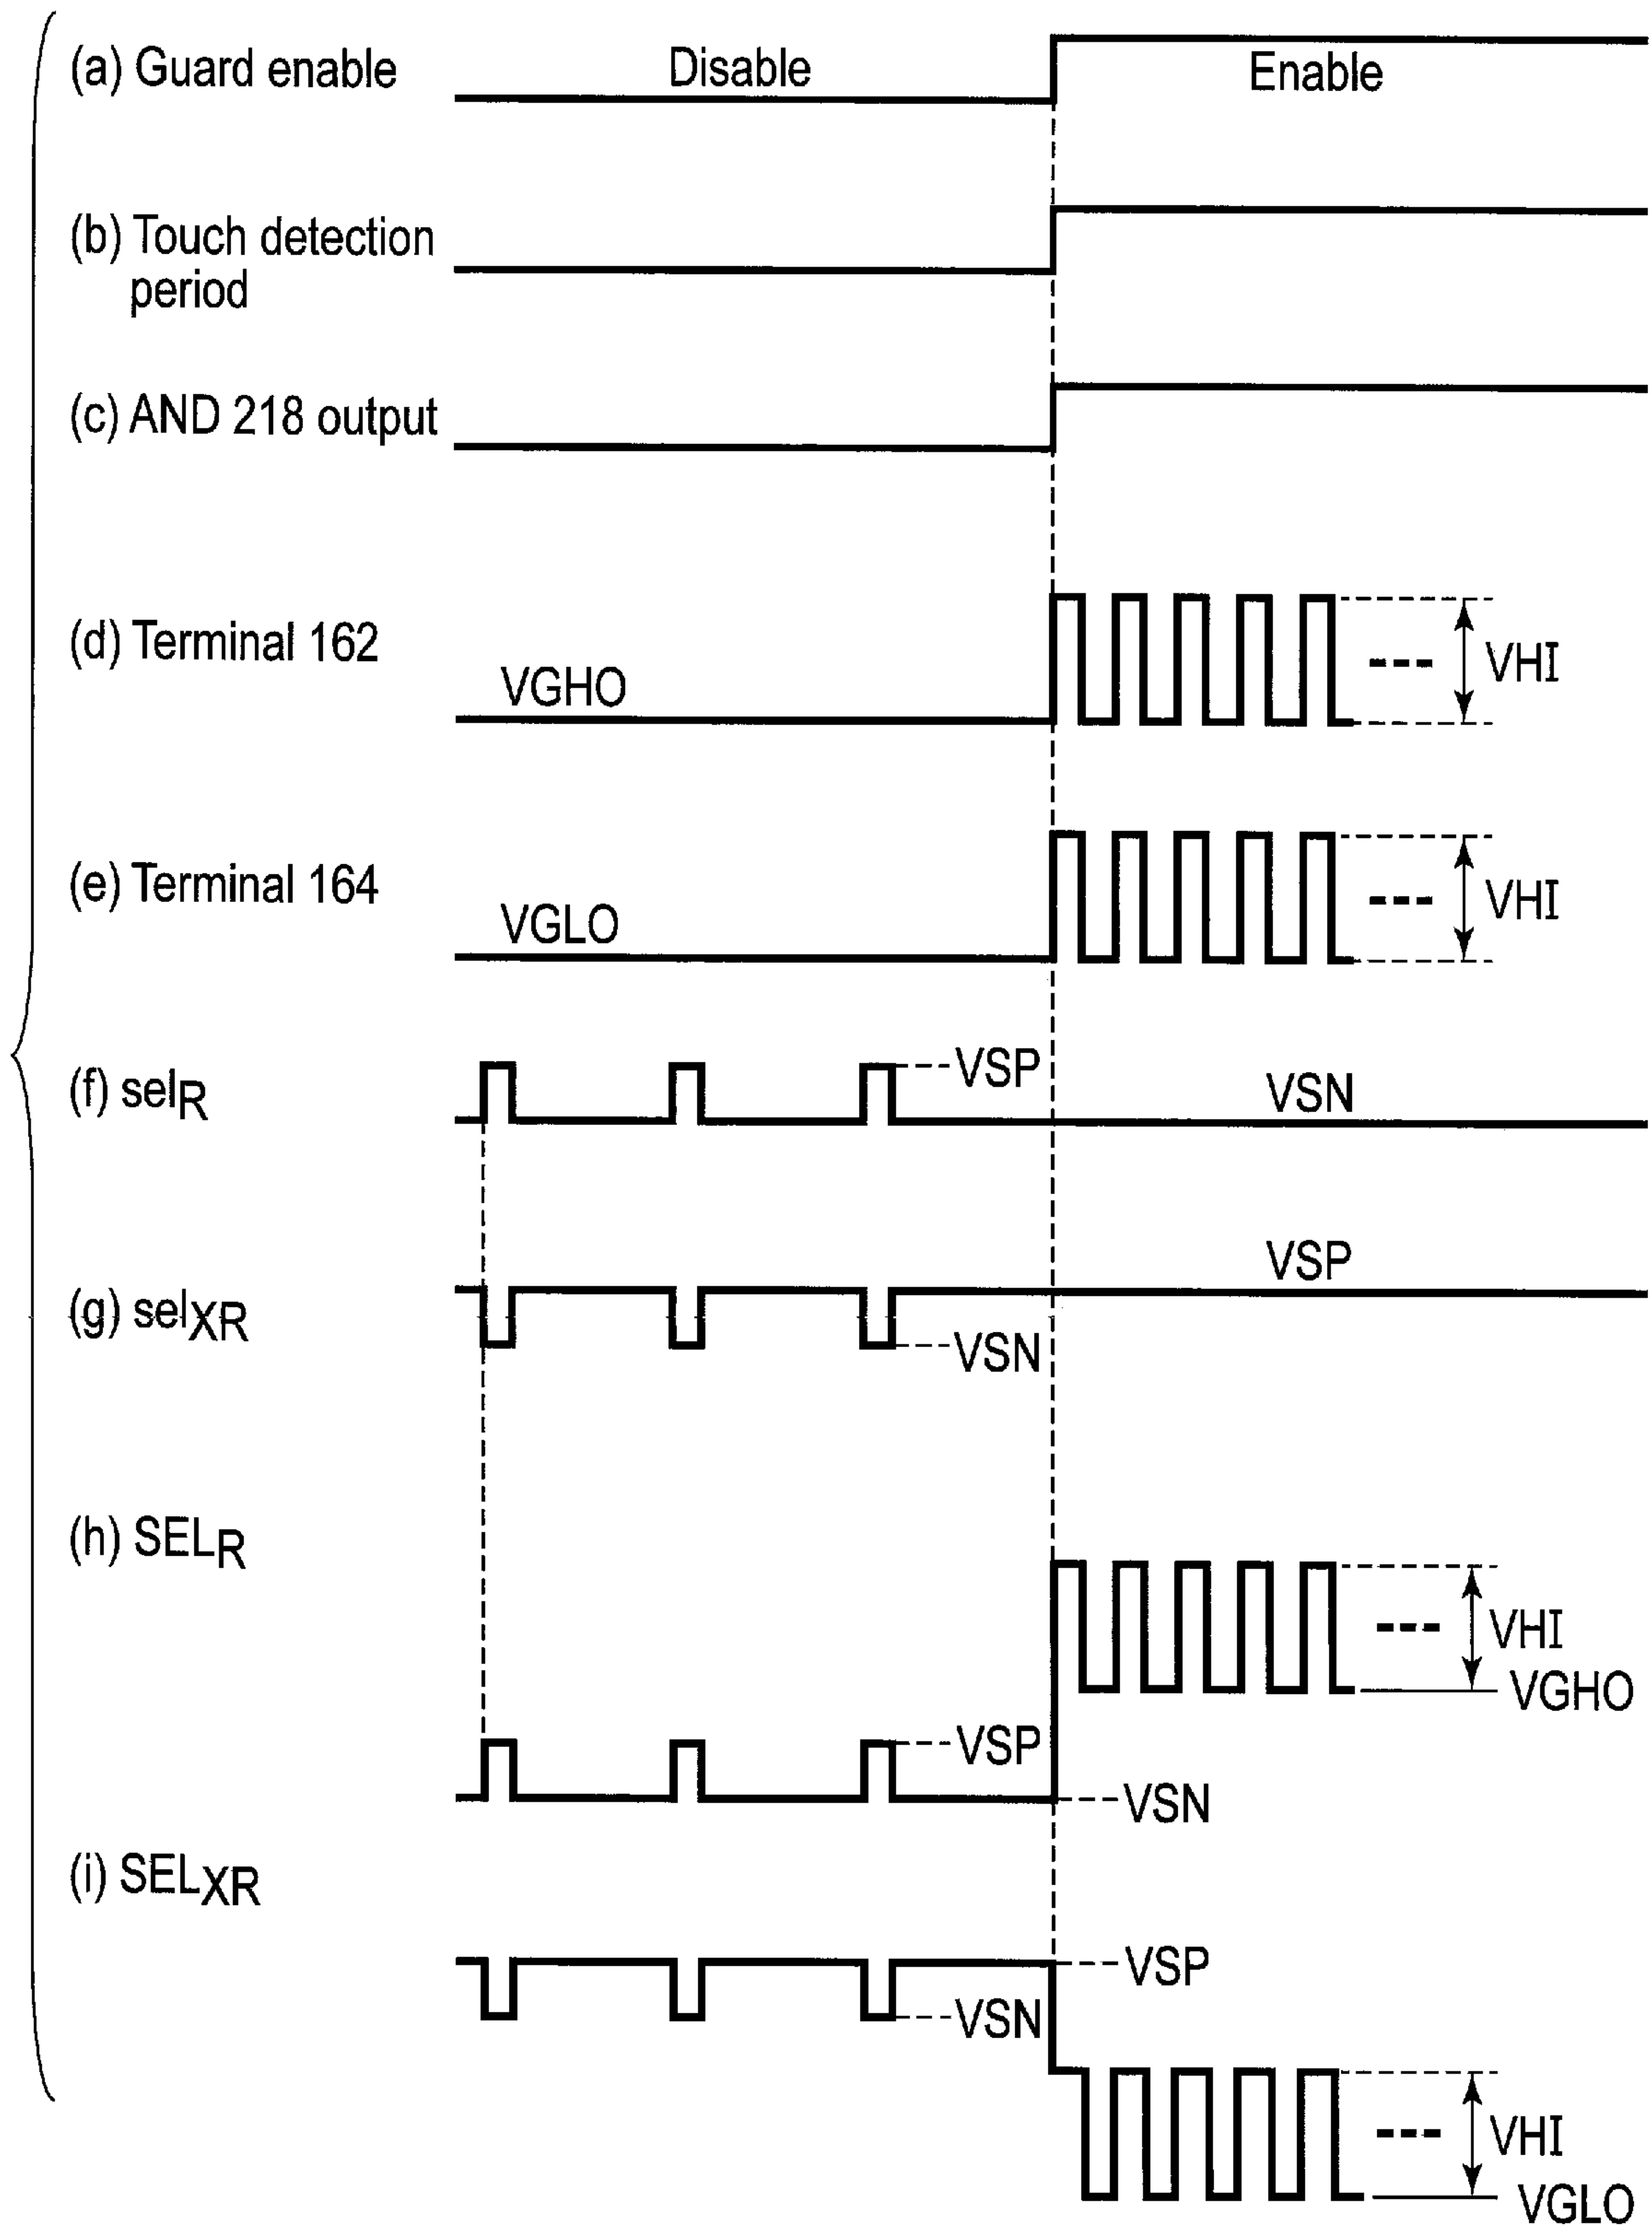 (a) Guard enable
Disable
Enable
(b) Touch detection
period
(c) AND 218 output
(d) Terminal 162
VGHO
--- VHI
(e) Terminal 164
VGLO
--- VHI
(f) selR
VSP
VSN
(g) selXR
VSP
VSN
(h) SELR
--- VHI
VGHO
VSP
VSN
(i) SELXR
VSP
VSN
--- VHI
VGLO